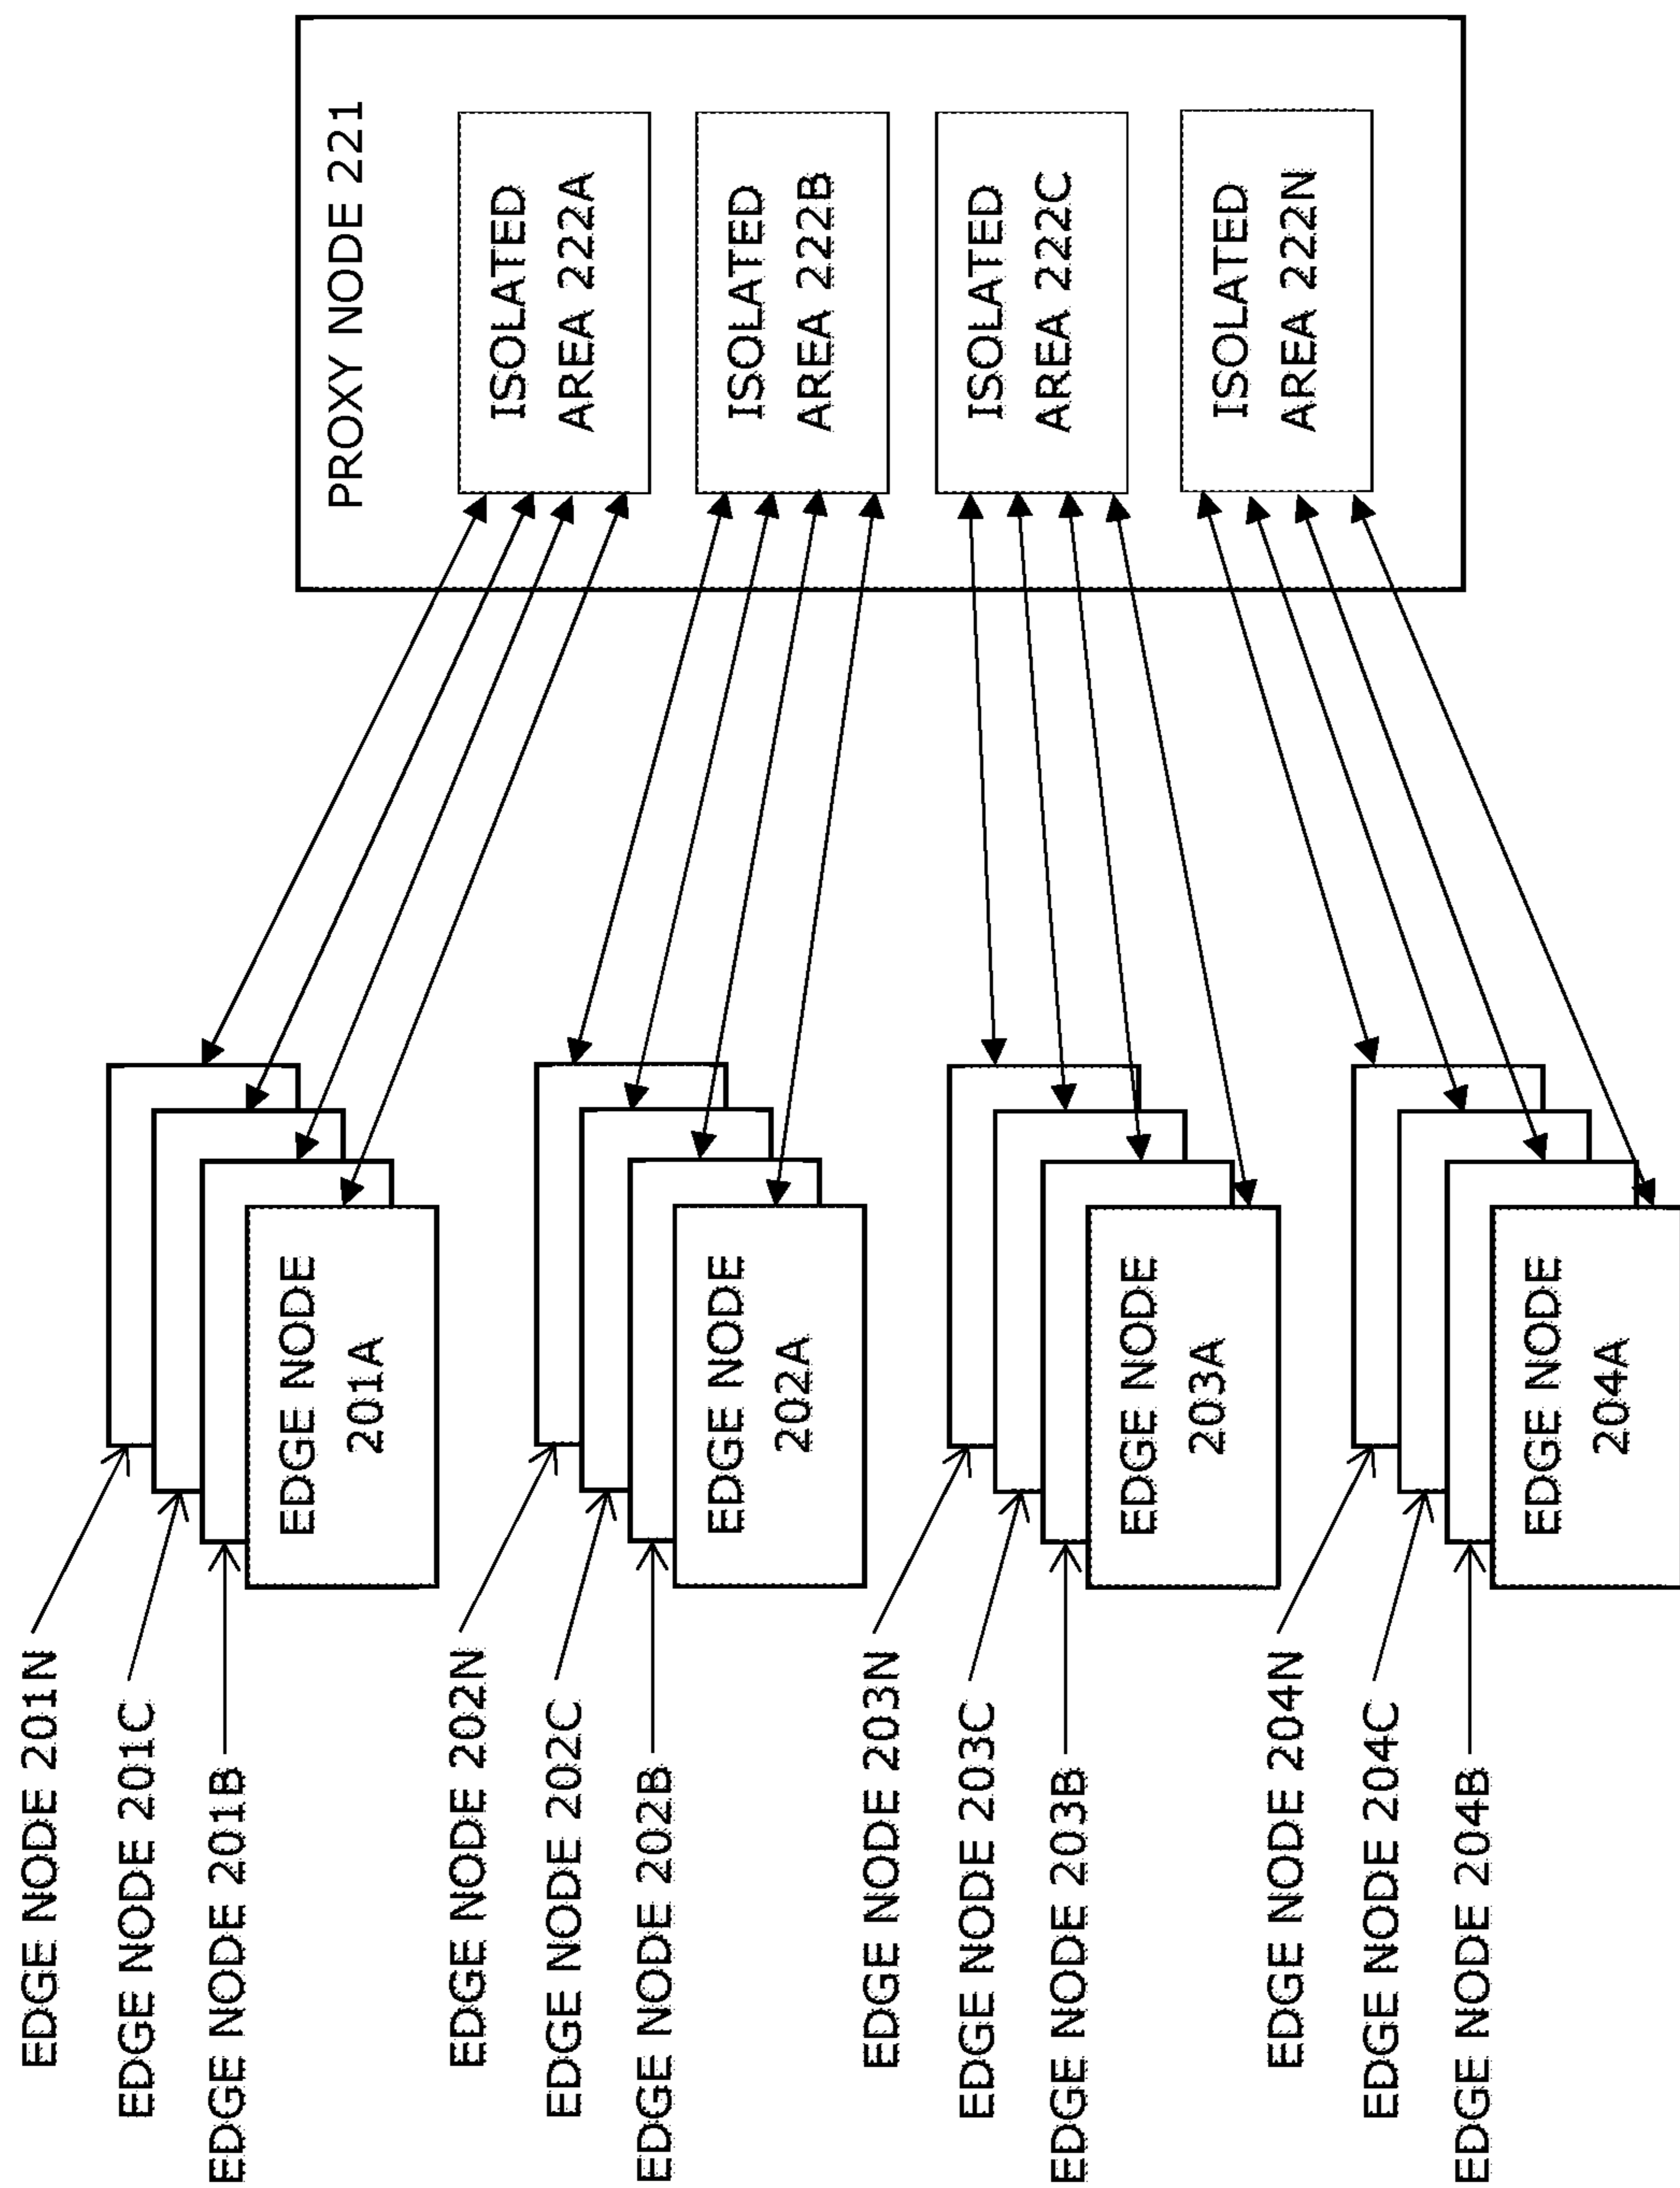 PROXY NODE 221
ISOLATED
AREA 222A
ISOLATED
AREA 222B
ISOLATED
AREA 222C
ISOLATED
AREA 222N
EDGE NODE
201A
EDGE NODE
202A
EDGE NODE
203A
EDGE NODE
204A
EDGE NODE 201N
EDGE NODE 201C
EDGE NODE 201B
EDGE NODE 202N
EDGE NODE 202C
EDGE NODE 202B
EDGE NODE 203N
EDGE NODE 203C
EDGE NODE 203B
EDGE NODE 204N
EDGE NODE 204C
EDGE NODE 204B